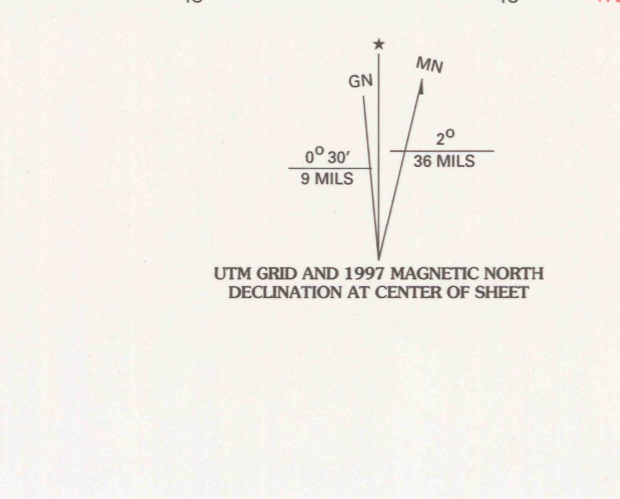 ★
GN
MN
0° 30′
9 MILS
2°
36 MILS
UTM GRID AND 1997 MAGNETIC NORTH
DECLINATION AT CENTER OF SHEET